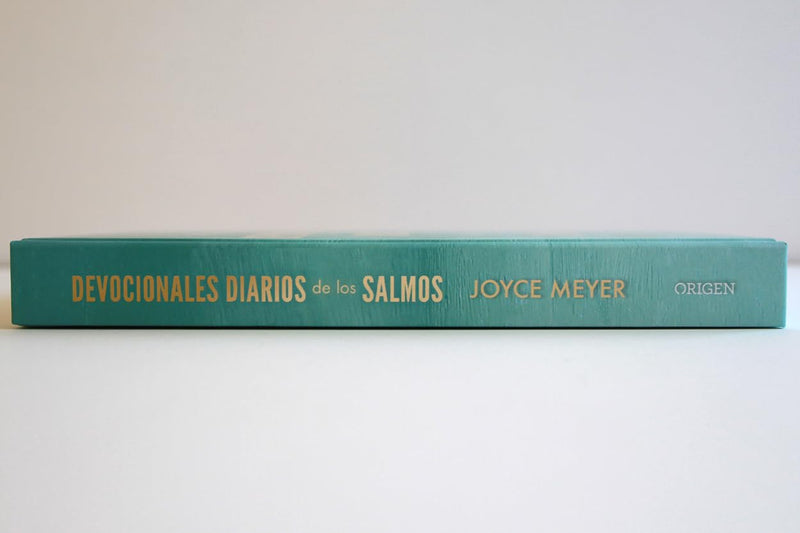 DEVOCIONALES DIARIOS de los SALMOS JOYCE MEYER ORIGEN